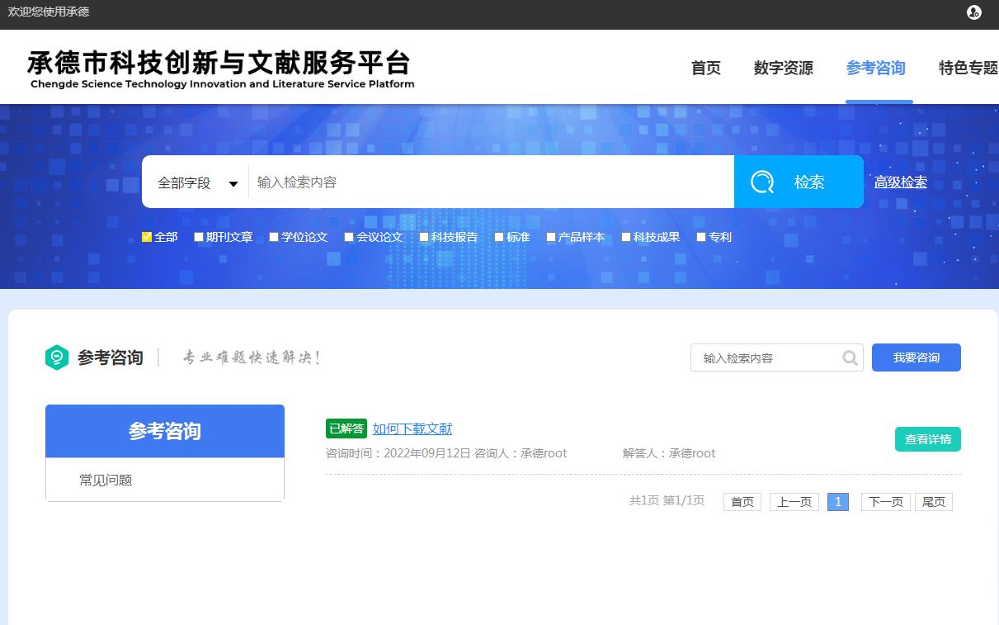 欢迎您使用承德
承德市科技创新与文献服务平台
Chengde Science Technology Innovation and Literature Service Platform
首页 数字资源 参考咨询 特色专题
全部字段 输入检索内容 检索 高级检索
全部 期刊文章 学位论文 会议论文 科技报告 标准 产品样本 科技成果 专利
参考咨询 专业难题快速解决！ 输入检索内容 我要咨询
参考咨询
常见问题
已解答 如何下载文献
查看详情
咨询时间：2022年09月12日 咨询人：承德root 解答人：承德root
共1页 第1/1页 首页 上一页 1 下一页 尾页